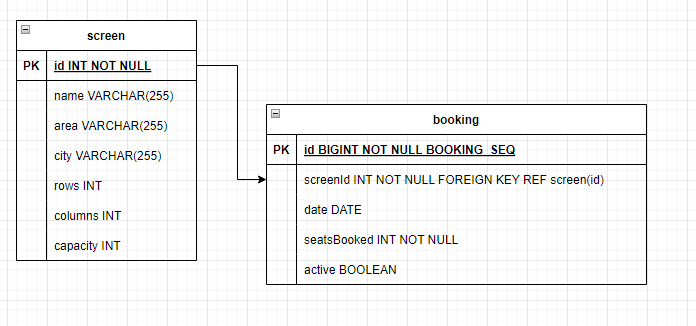 screen
PK id INT NOT NULL
name VARCHAR(255)
area VARCHAR(255)
city VARCHAR(255)
rows INT
columns INT
capacity INT
booking
PK id BIGINT NOT NULL BOOKING_SEQ
screenId INT NOT NULL FOREIGN KEY REF screen(id)
date DATE
seatsBooked INT NOT NULL
active BOOLEAN